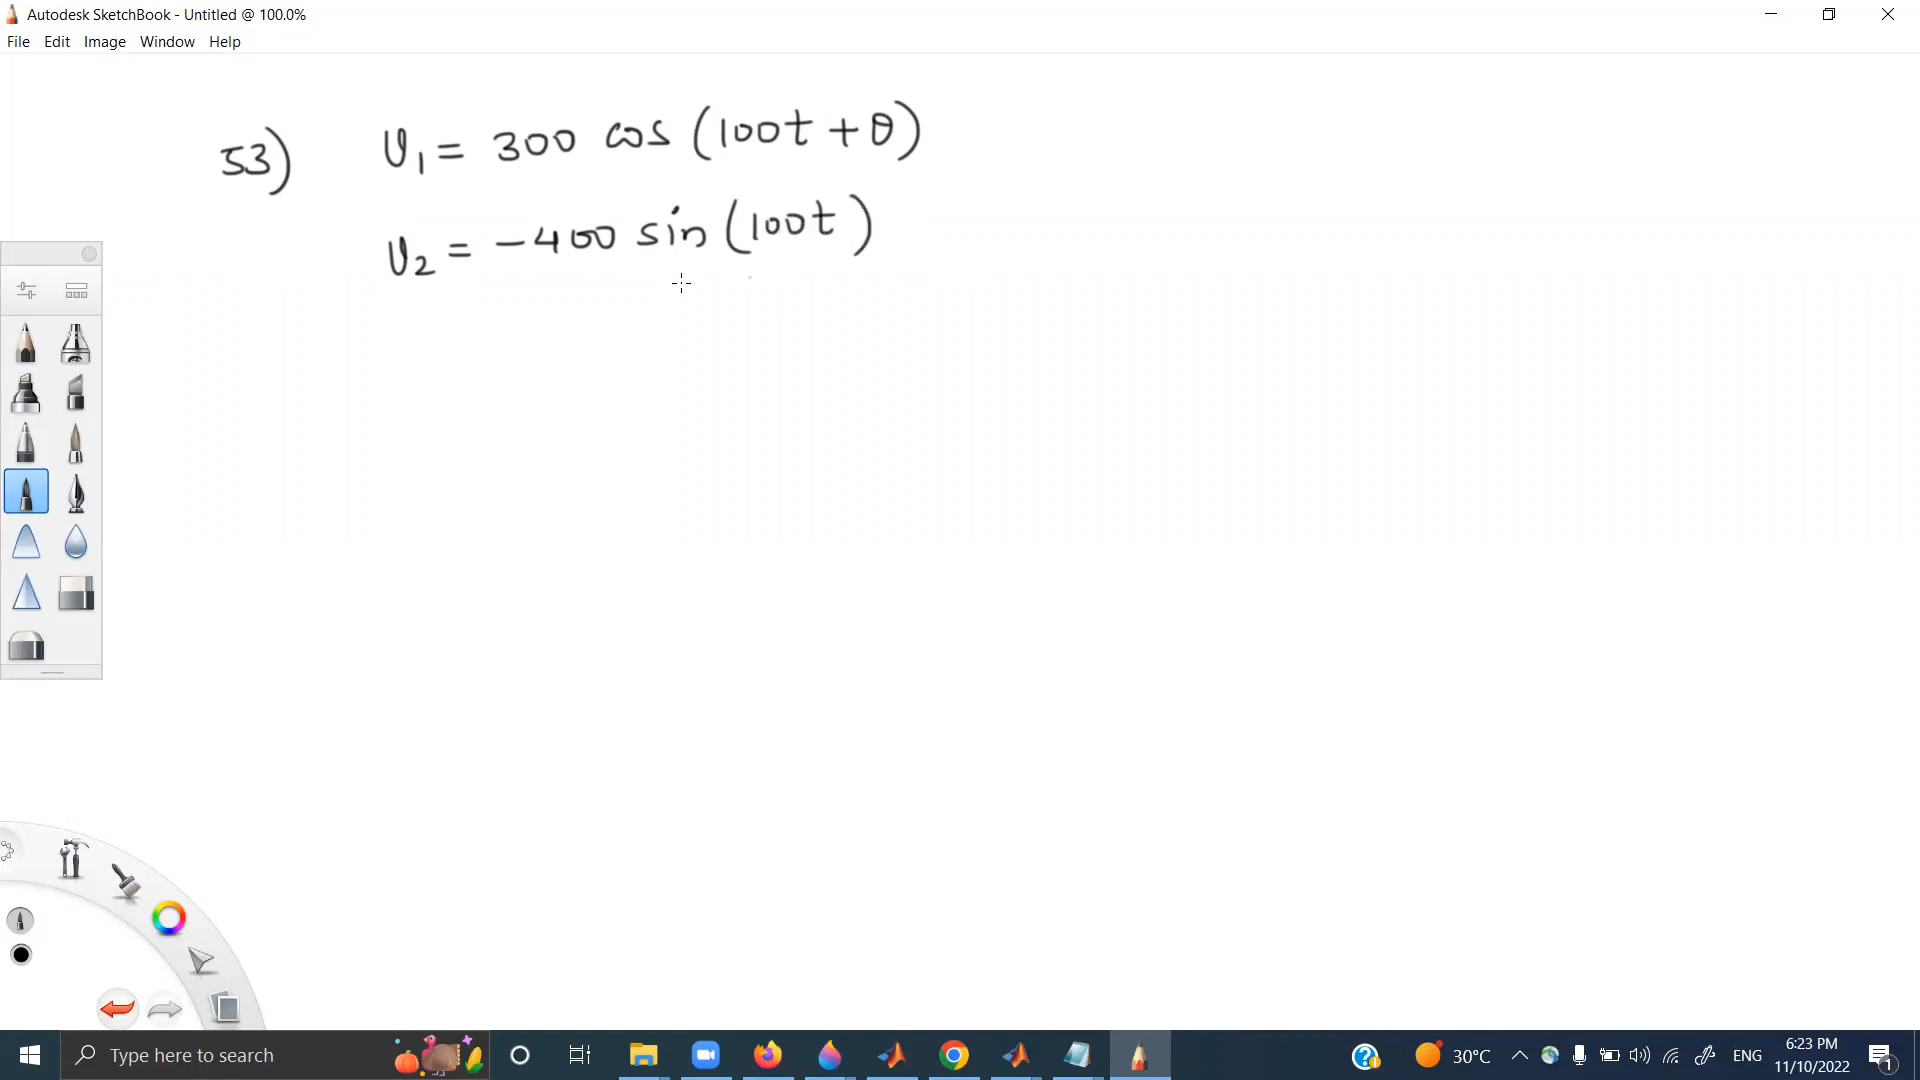 Autodesk SketchBook - Untitled @ 100.0%
File Edit Image Window Help
53) v₁ = 300 cos (100t + θ)
v₂ = -400 sin (100t )
Type here to search
30°C
ENG
6:23 PM
11/10/2022
1